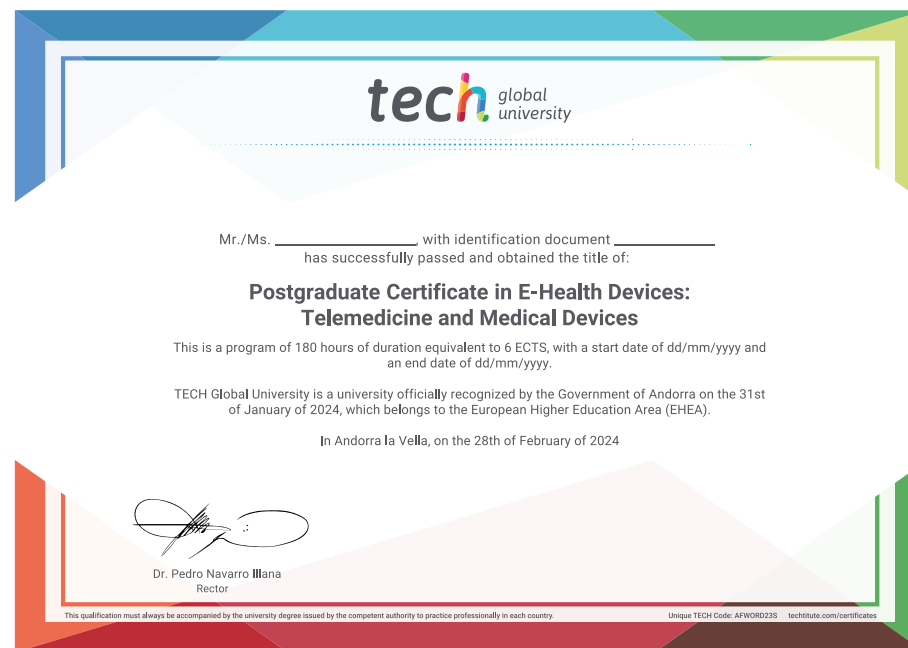 tech global university
Mr./Ms. ____________, with identification document ____________
has successfully passed and obtained the title of:
Postgraduate Certificate in E-Health Devices:
Telemedicine and Medical Devices
This is a program of 180 hours of duration equivalent to 6 ECTS, with a start date of dd/mm/yyyy and
an end date of dd/mm/yyyy.
TECH Global University is a university officially recognized by the Government of Andorra on the 31st
of January of 2024, which belongs to the European Higher Education Area (EHEA).
In Andorra la Vella, on the 28th of February of 2024
Dr. Pedro Navarro Illana
Rector
This qualification must always be accompanied by the university degree issued by the competent authority to practice professionally in each country.
Unique TECH Code: AFWORD23S techtitute.com/certificates